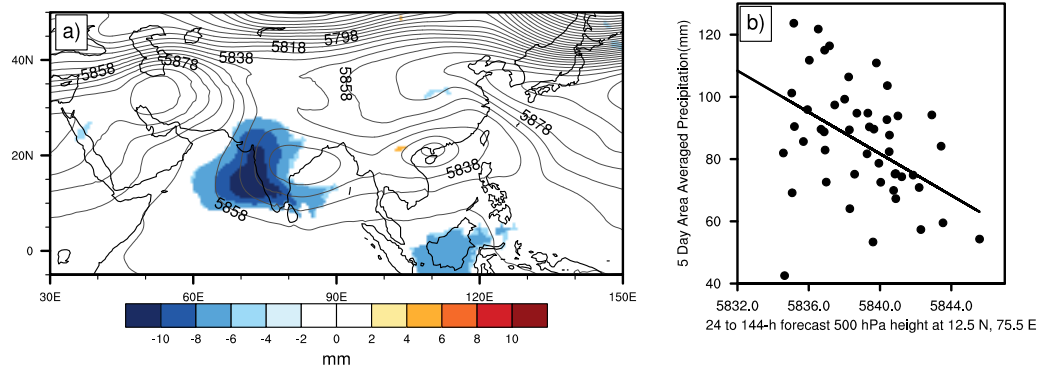 a)
5798
5818
5838
5858
5878
5858
5878
5838
5858
40N
20N
0
30E 60E 90E 120E 150E
-10 -8 -6 -4 -2 0 2 4 6 8 10
mm
b)
5 Day Area Averaged Precipitation(mm)
120
100
80
60
40
5832.0 5836.0 5840.0 5844.0
24 to 144-h forecast 500 hPa height at 12.5 N, 75.5 E